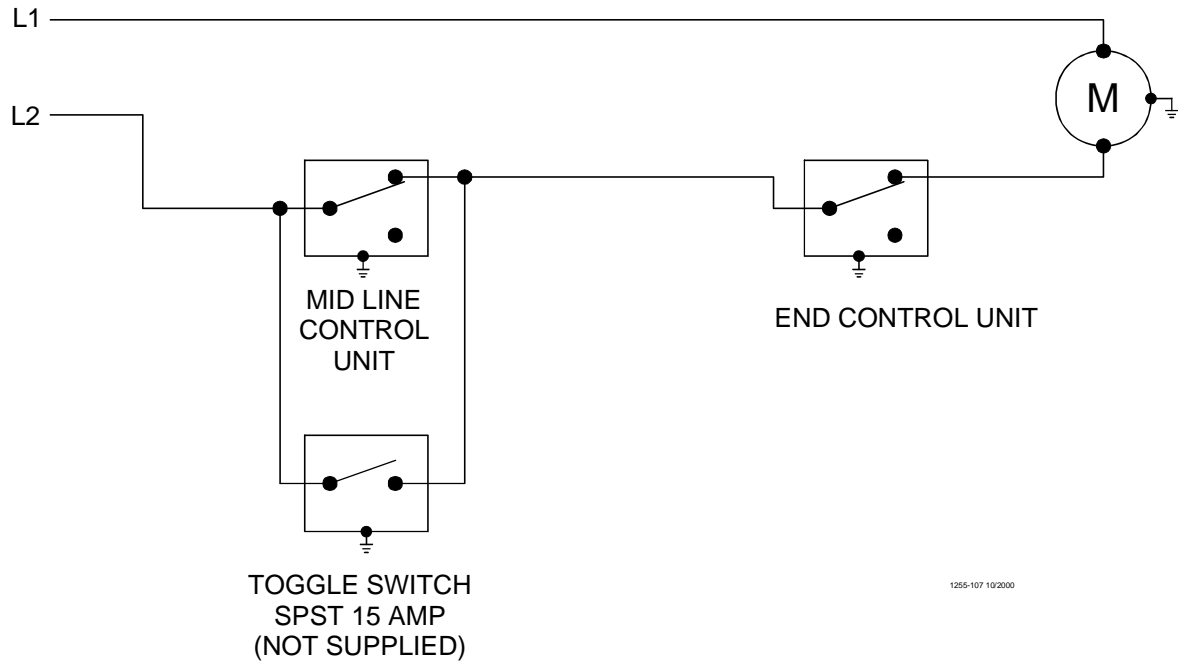 L1
M
L2
MID LINE
CONTROL
UNIT
END CONTROL UNIT
TOGGLE SWITCH
SPST 15 AMP
(NOT SUPPLIED)
1255-107 10/2000